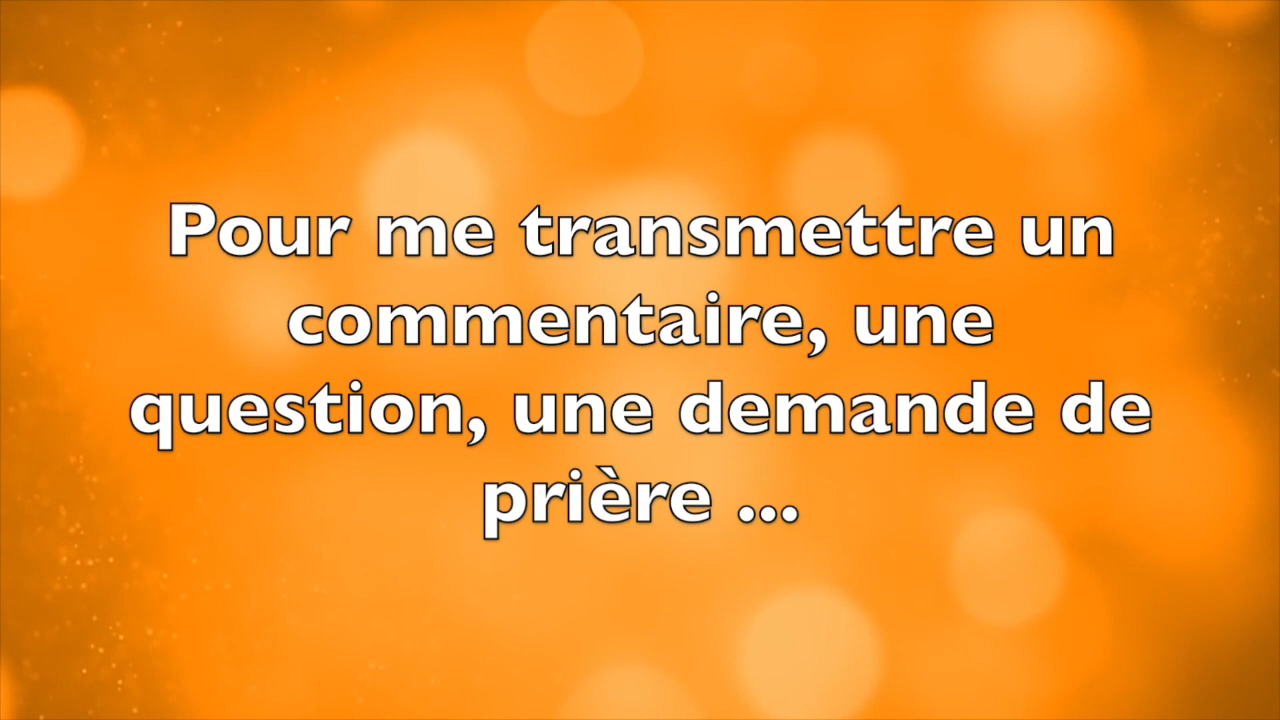 Pour me transmettre un
commentaire, une
question, une demande de
prière ...